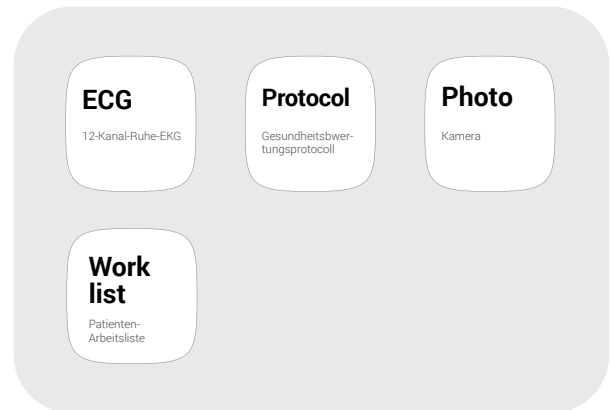 ECG
12-Kanal-Ruhe-EKG
Protocol
Gesundheitsbwer-
tungsprotocoll
Photo
Kamera
Work
list
Patienten-
Arbeitsliste